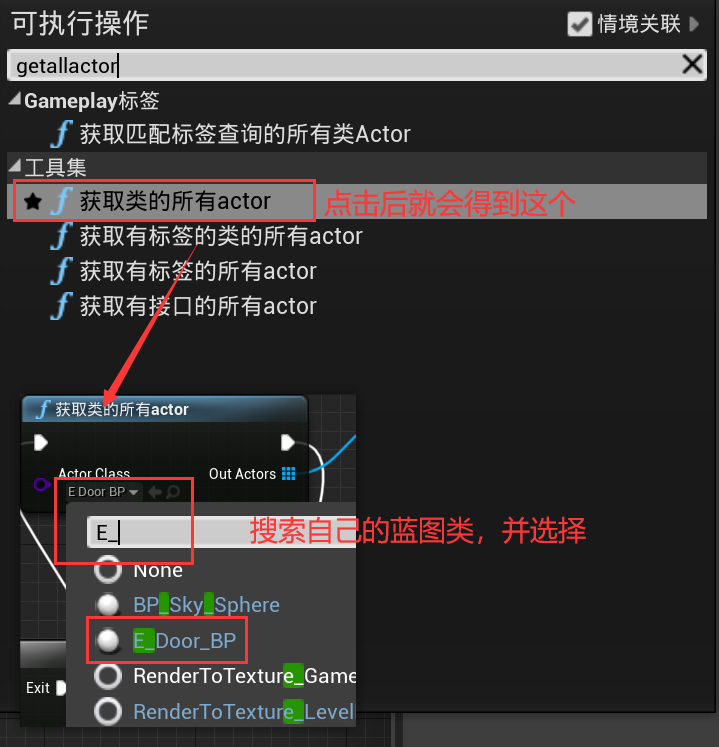 可执行操作
情境关联
getallactor
Gameplay标签
获取匹配标签查询的所有类Actor
工具集
获取类的所有actor 点击后就会得到这个
获取有标签的类的所有actor
获取有标签的所有actor
获取有接口的所有actor
f 获取类的所有actor
Actor Class
Out Actors
E Door BP
E_
搜索自己的蓝图类，并选择
None
BP_Sky_Sphere
E_Door_BP
RenderToTexture_Game
Exit
RenderToTexture_Level